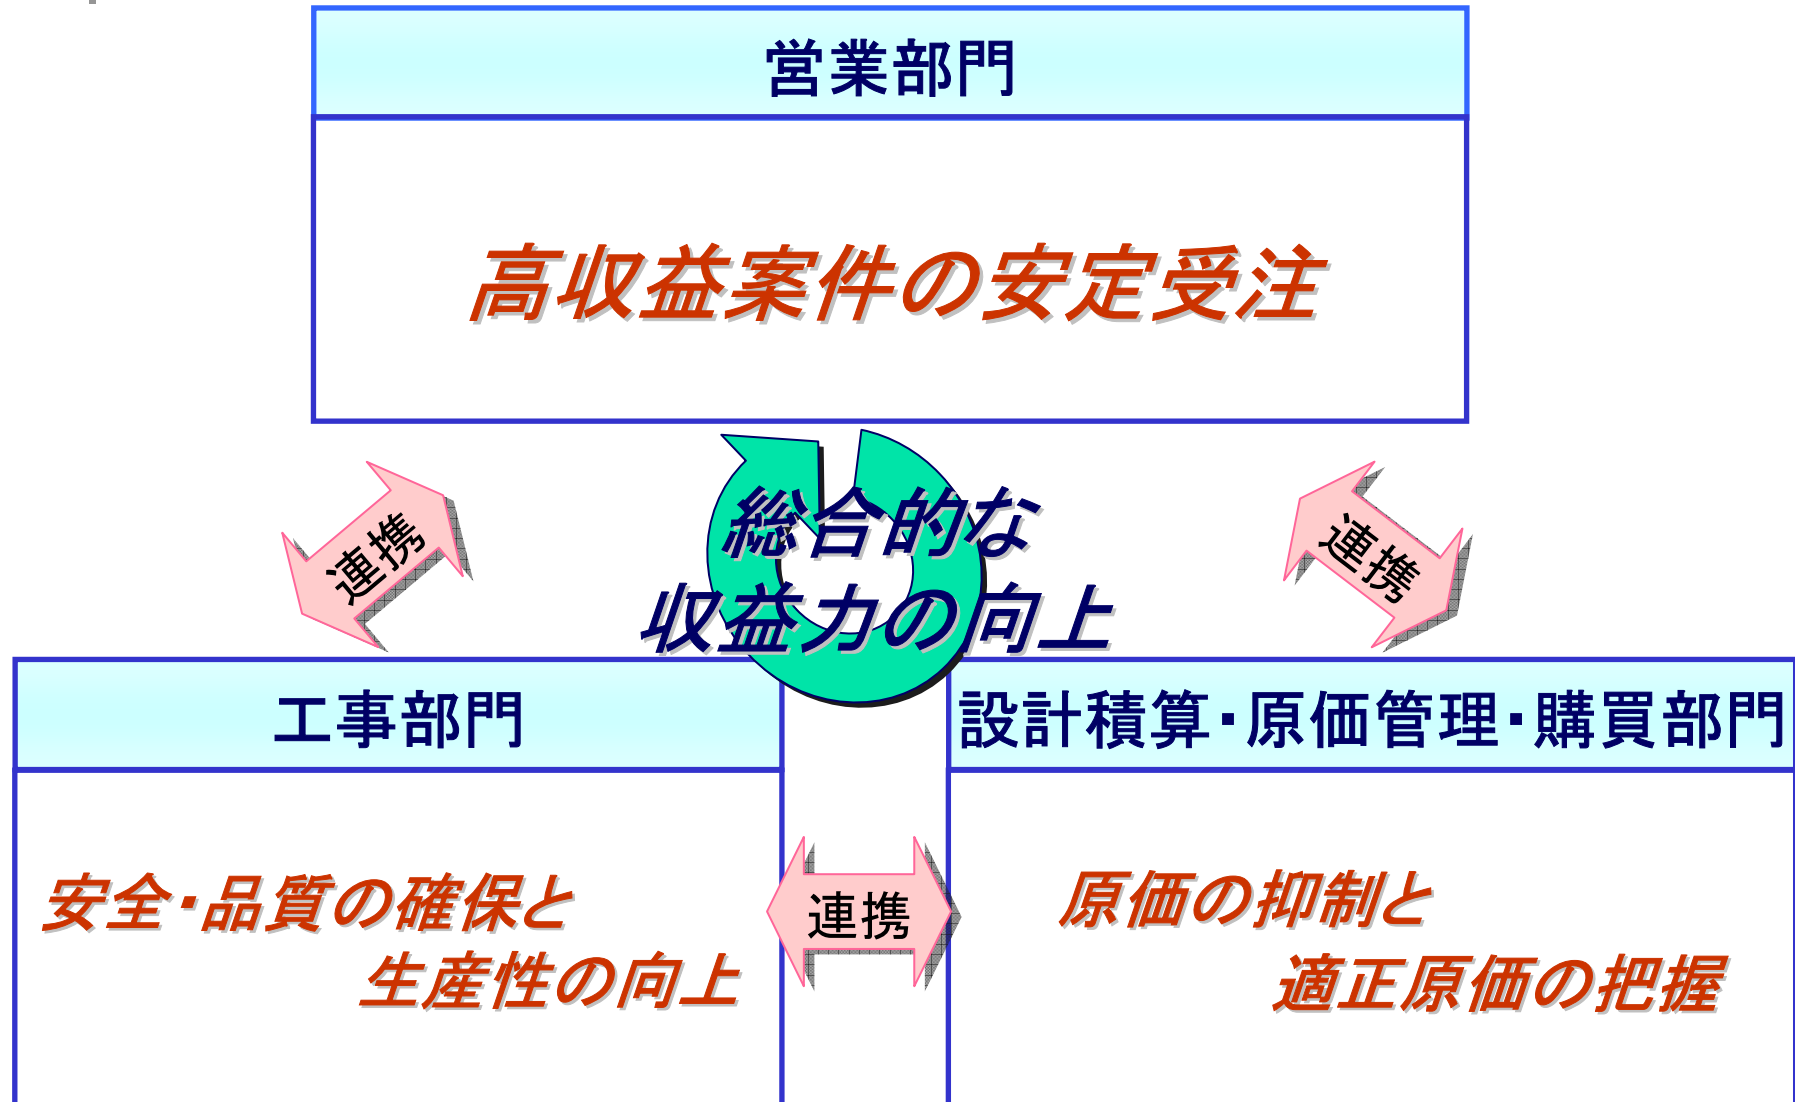 営業部門
高収益案件の安定受注
連携
連携
総合的な
収益力の向上
工事部門
設計積算・原価管理・購買部門
安全・品質の確保と
生産性の向上
連携
原価の抑制と
適正原価の把握